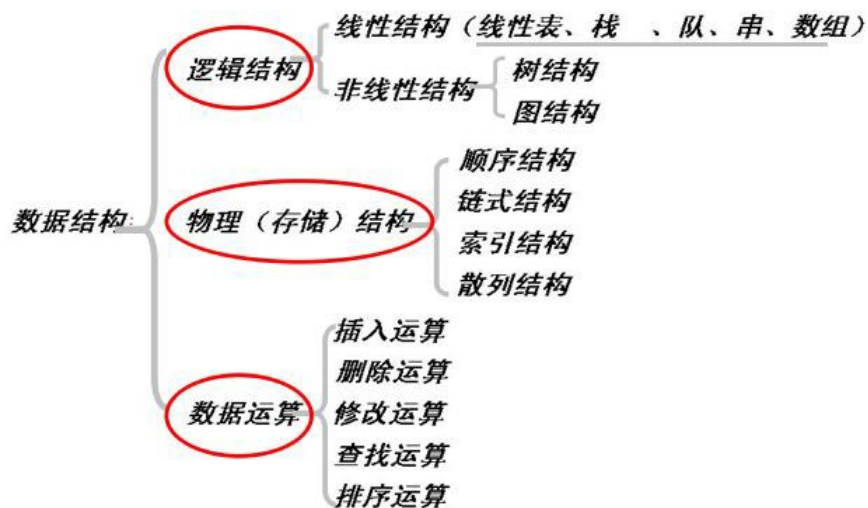 数据结构
逻辑结构
线性结构（线性表、栈 、队、串、数组）
非线性结构
树结构
图结构
物理（存储）结构
顺序结构
链式结构
索引结构
散列结构
数据运算
插入运算
删除运算
修改运算
查找运算
排序运算